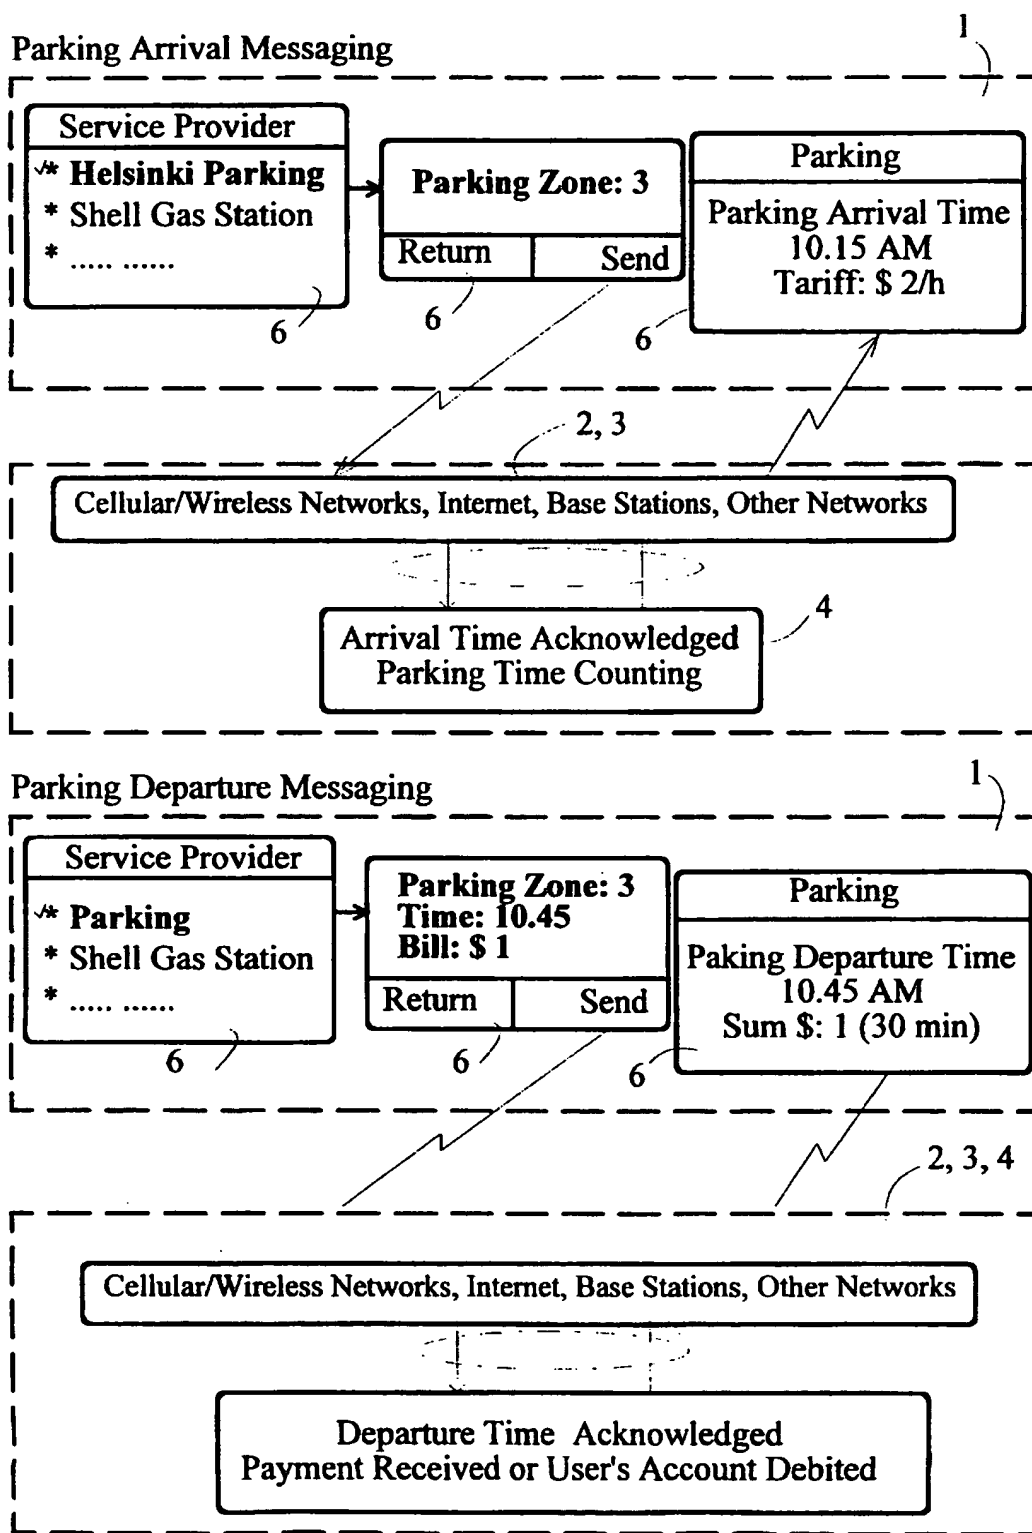 Parking Arrival Messaging
1
Service Provider
✓* Helsinki Parking
* Shell Gas Station
* ..... ......
6
Parking Zone: 3
Return
Send
6
Parking
Parking Arrival Time
10.15 AM
Tariff: $ 2/h
6
2, 3
Cellular/Wireless Networks, Internet, Base Stations, Other Networks
Arrival Time Acknowledged
Parking Time Counting
4
Parking Departure Messaging
1
Service Provider
✓* Parking
* Shell Gas Station
* ..... ......
6
Parking Zone: 3
Time: 10.45
Bill: $ 1
Return
Send
6
Parking
Paking Departure Time
10.45 AM
Sum $: 1 (30 min)
6
2, 3, 4
Cellular/Wireless Networks, Internet, Base Stations, Other Networks
Departure Time Acknowledged
Payment Received or User's Account Debited